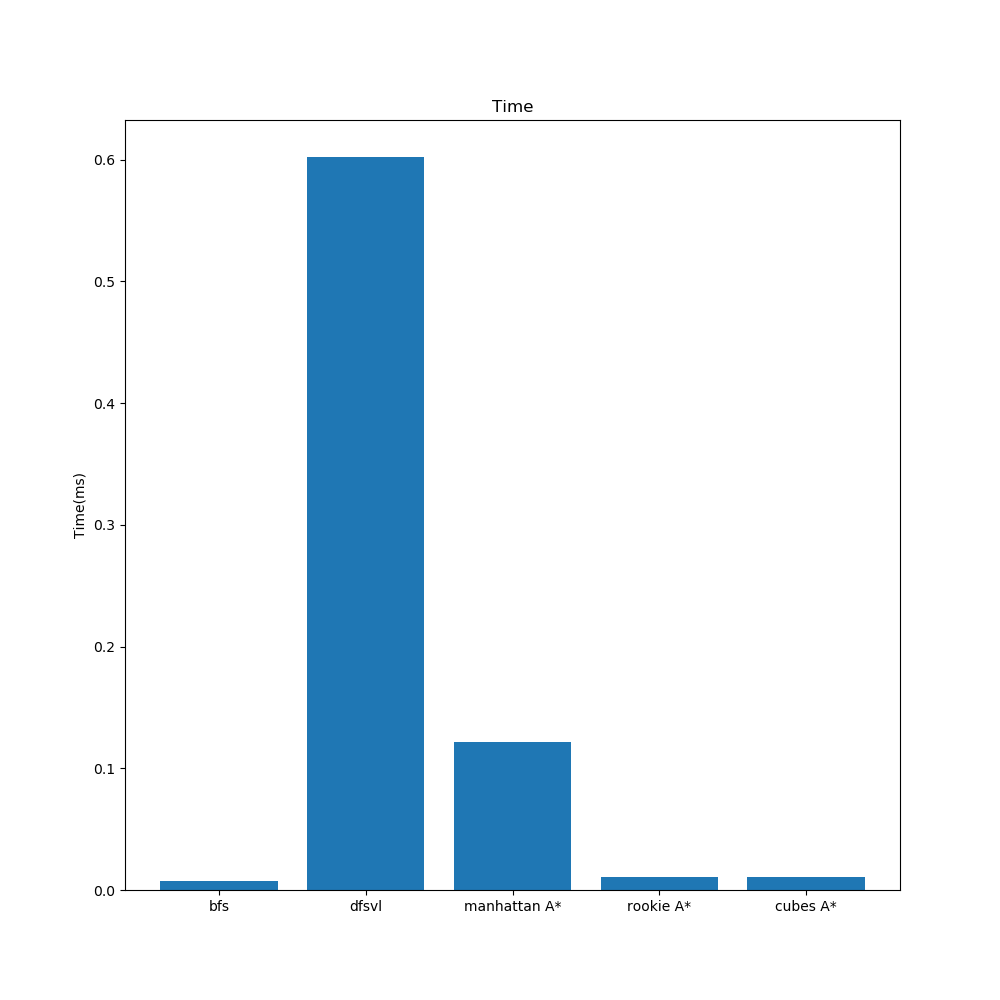 Time
0.6
0.5
0.4
0.3
0.2
0.1
0.0
Time(ms)
bfs
dfsvl
manhattan A*
rookie A*
cubes A*